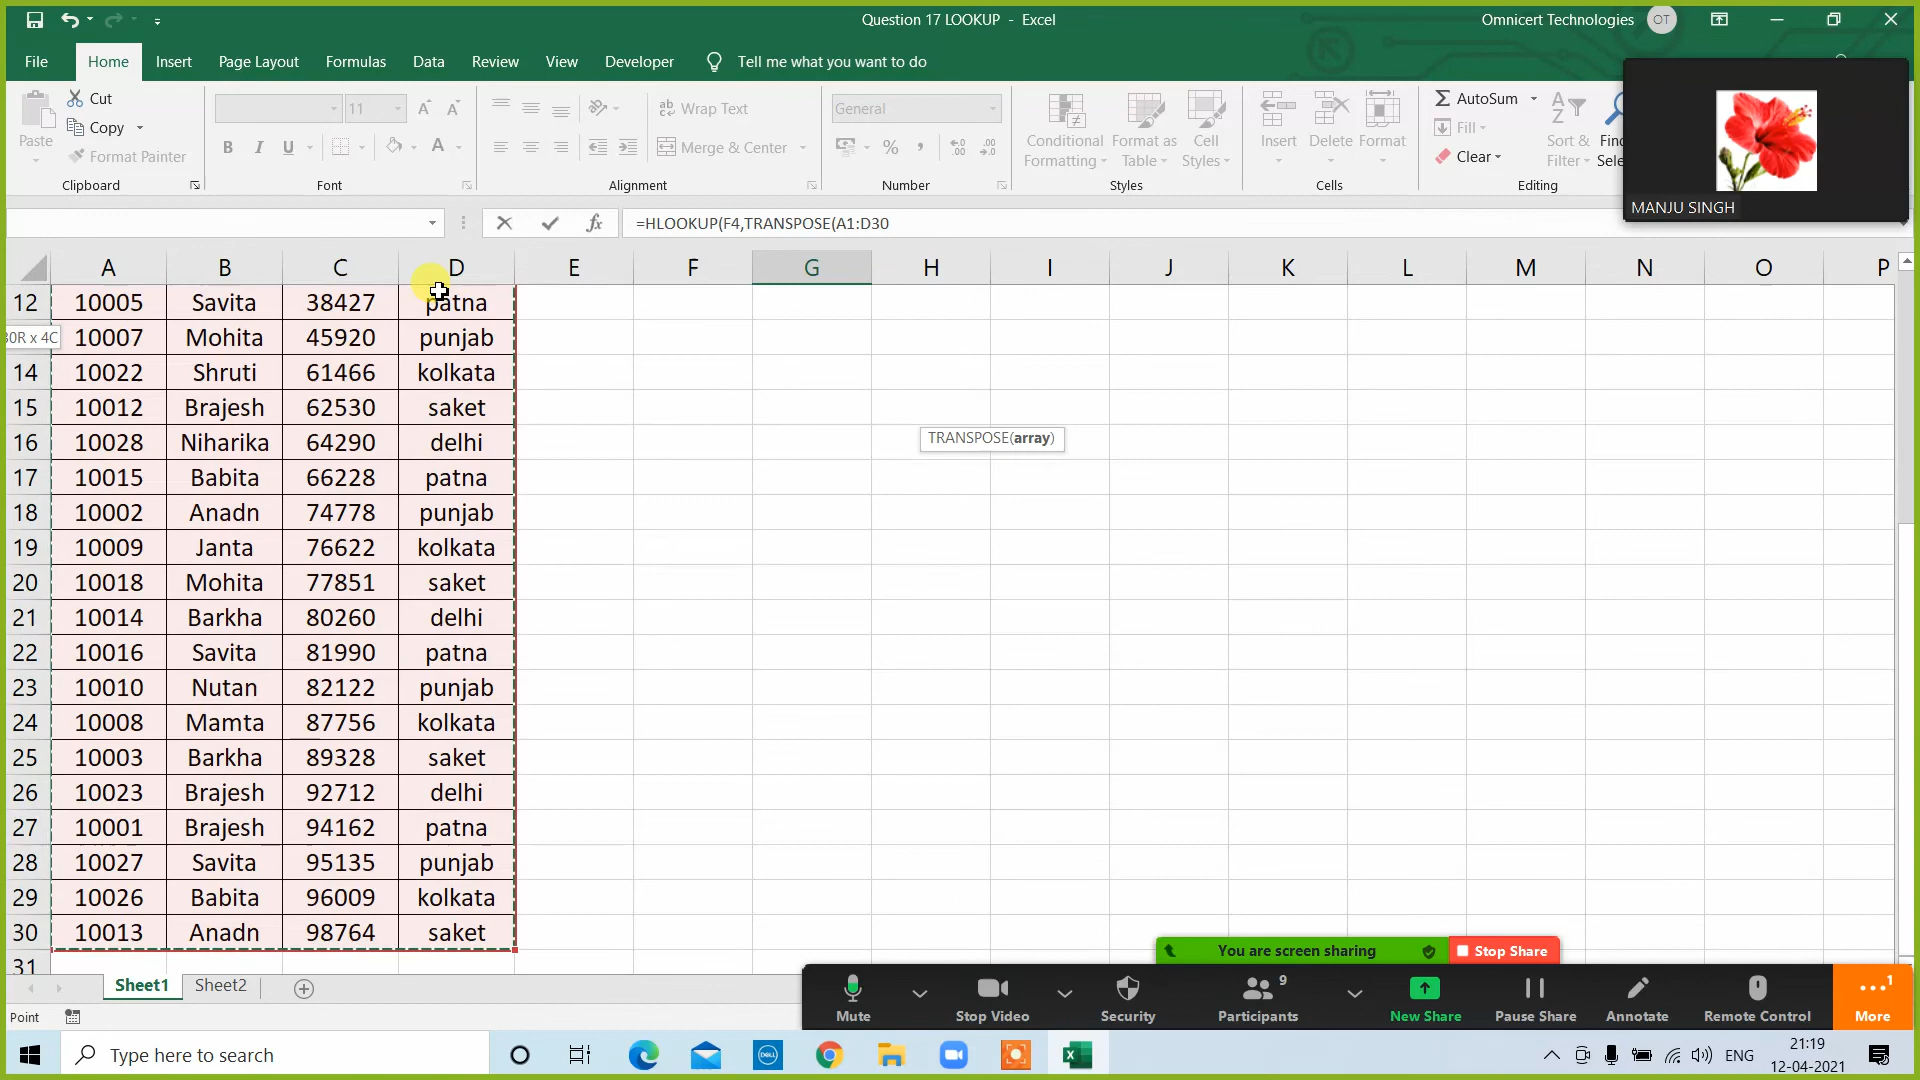 Question 17 LOOKUP - Excel
Omnicert Technologies
OT
File Home Insert Page Layout Formulas Data Review View Developer Tell me what you want to do
Cut
Copy
Format Painter
Paste
Clipboard
11
B I U A
Font
Wrap Text
Merge & Center
Alignment
General
% ,
Number
Conditional Formatting
Format as Table
Cell Styles
Styles
Insert
Delete
Format
Cells
AutoSum
Fill
Clear
Sort & Filter
Editing
MANJU SINGH
fx
=HLOOKUP(F4,TRANSPOSE(A1:D30
A B C D E F G H I J K L M N O P
12 10005 Savita 38427 patna
30R x 4C 10007 Mohita 45920 punjab
14 10022 Shruti 61466 kolkata
15 10012 Brajesh 62530 saket
16 10028 Niharika 64290 delhi
17 10015 Babita 66228 patna
18 10002 Anadn 74778 punjab
19 10009 Janta 76622 kolkata
20 10018 Mohita 77851 saket
21 10014 Barkha 80260 delhi
22 10016 Savita 81990 patna
23 10010 Nutan 82122 punjab
24 10008 Mamta 87756 kolkata
25 10003 Barkha 89328 saket
26 10023 Brajesh 92712 delhi
27 10001 Brajesh 94162 patna
28 10027 Savita 95135 punjab
29 10026 Babita 96009 kolkata
30 10013 Anadn 98764 saket
31
TRANSPOSE(array)
Sheet1 Sheet2
Point
You are screen sharing
Stop Share
Mute
Stop Video
Security
Participants 9
New Share
Pause Share
Annotate
Remote Control
More 1
Type here to search
DELL
ENG
21:19
12-04-2021